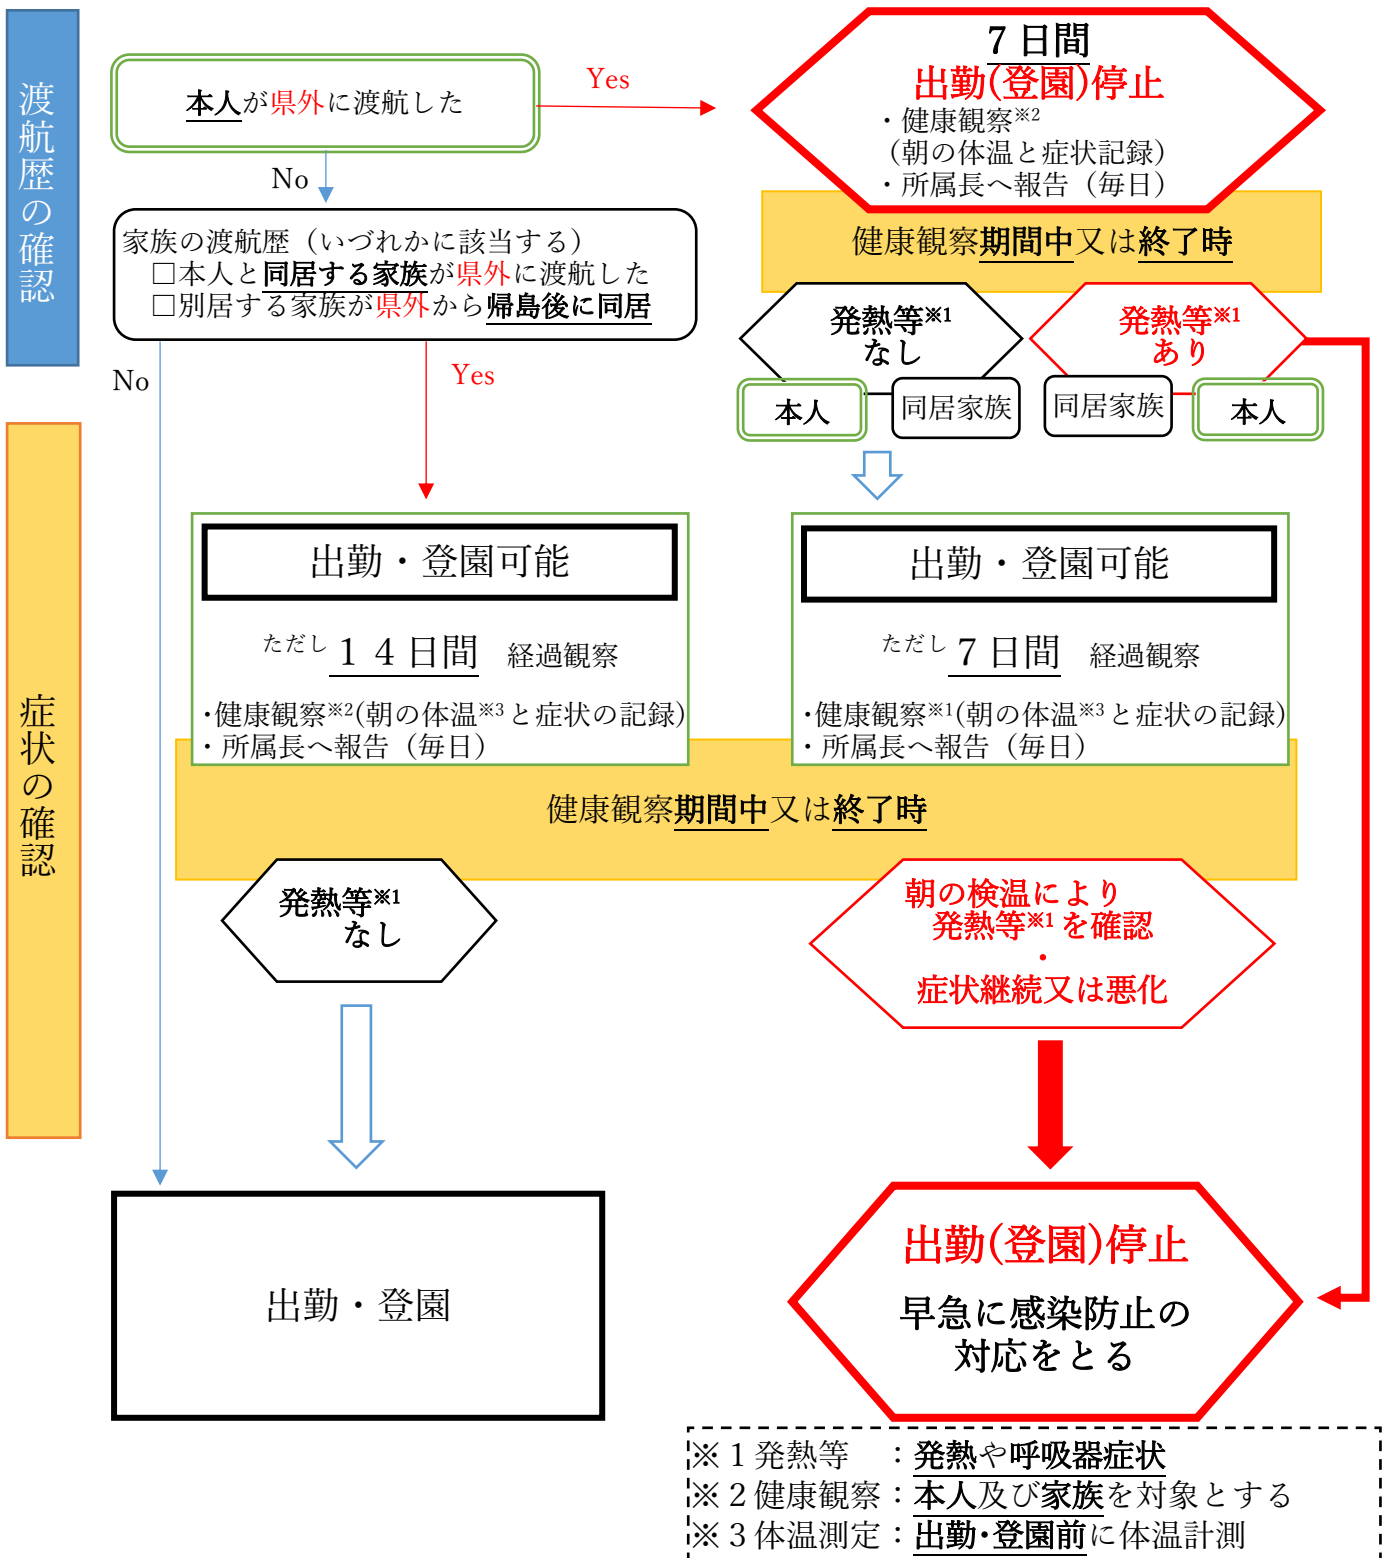 渡航歴の確認
本人が県外に渡航した
Yes
No
7日間
出勤(登園)停止
・健康観察※2
（朝の体温と症状記録）
・所属長へ報告（毎日）
健康観察期間中又は終了時
家族の渡航歴（いづれかに該当する）
□本人と同居する家族が県外に渡航した
□別居する家族が県外から帰島後に同居
No
Yes
発熱等※1
なし
本人
同居家族
発熱等※1
あり
同居家族
本人
症状の確認
出勤・登園可能
ただし１４日間 経過観察
・健康観察※2(朝の体温※3と症状の記録)
・所属長へ報告（毎日）
出勤・登園可能
ただし７日間 経過観察
・健康観察※1(朝の体温※3と症状の記録)
・所属長へ報告（毎日）
健康観察期間中又は終了時
発熱等※1
なし
朝の検温により
発熱等※1を確認
・
症状継続又は悪化
出勤・登園
出勤(登園)停止
早急に感染防止の
対応をとる
※１発熱等　：発熱や呼吸器症状
※２健康観察：本人及び家族を対象とする
※３体温測定：出勤・登園前に体温計測